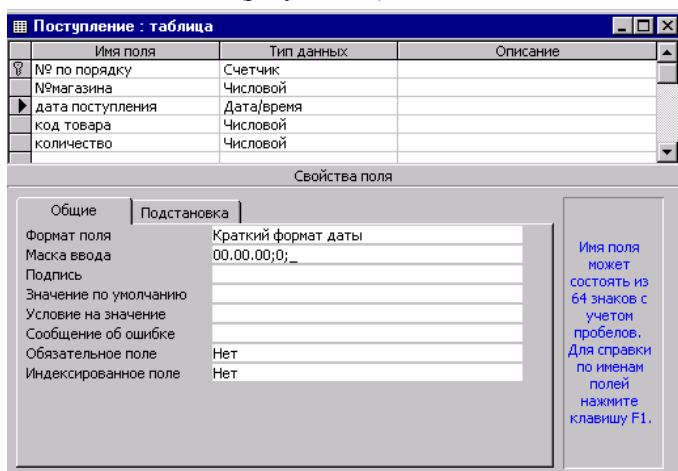 Поступление : таблица
Имя поля Тип данных Описание
№ по порядку Счетчик
№магазина Числовой
дата поступления Дата/время
код товара Числовой
количество Числовой
Свойства поля
Общие Подстановка
Формат поля Краткий формат даты
Маска ввода 00.00.00;0;_
Подпись
Значение по умолчанию
Условие на значение
Сообщение об ошибке
Обязательное поле Нет
Индексированное поле Нет
Имя поля
может
состоять из
64 знаков с
учетом
пробелов.
Для справки
по именам
полей
нажмите
клавишу F1.